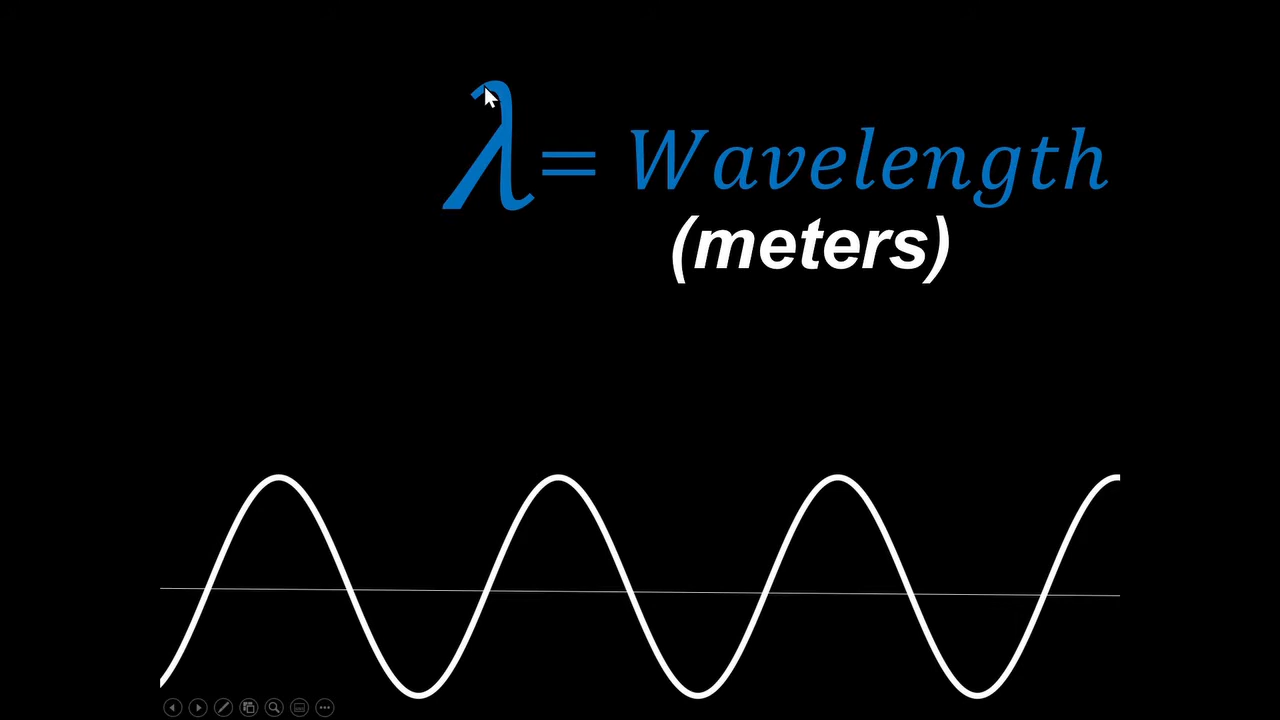 λ = Wavelength
(meters)